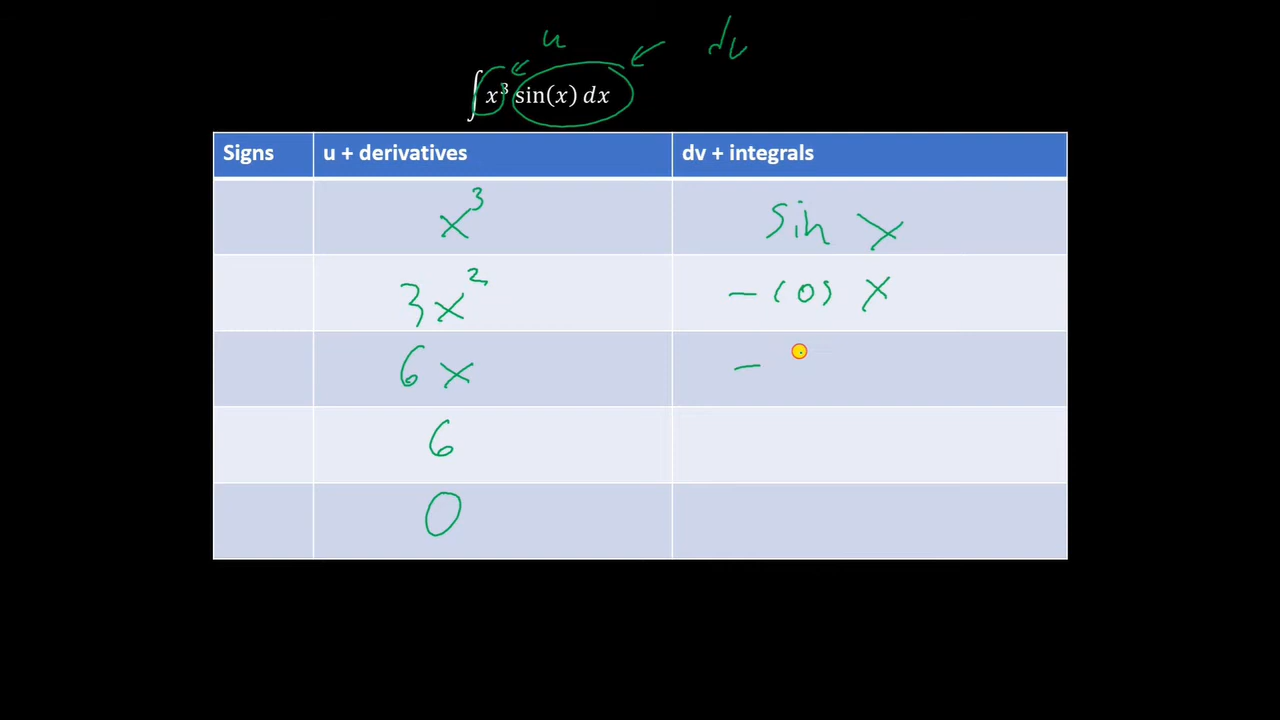 u dv
∫ x³ sin(x) dx
Signs u + derivatives dv + integrals
x³ sin x
3x² - cos x
6x -
6
0